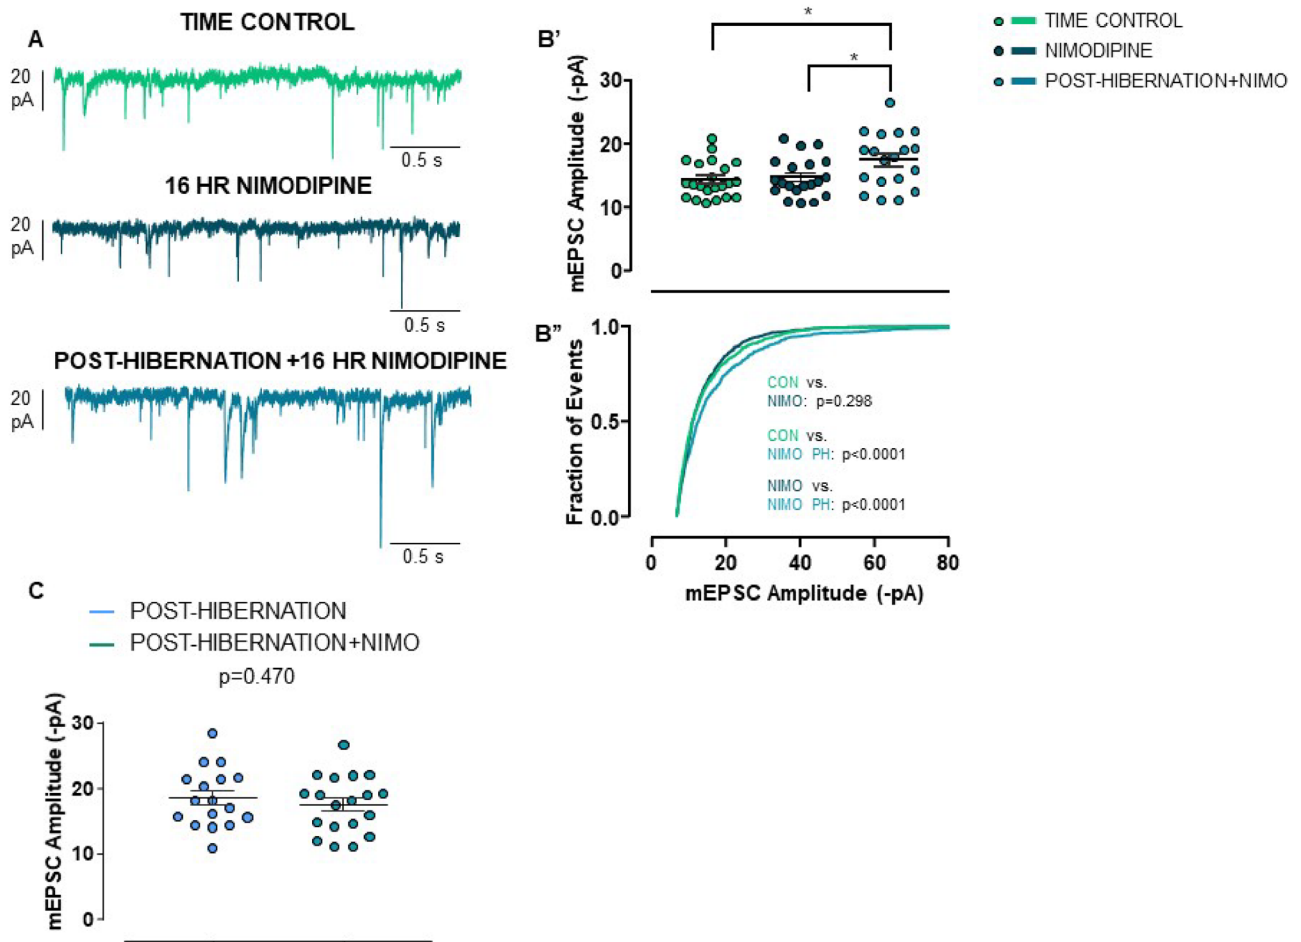 A
TIME CONTROL
20
pA
0.5 s
16 HR NIMODIPINE
20
pA
0.5 s
POST-HIBERNATION +16 HR NIMODIPINE
20
pA
0.5 s
B'
*
*
mEPSC Amplitude (-pA)
30
20
10
0
TIME CONTROL
NIMODIPINE
POST-HIBERNATION+NIMO
B"
Fraction of Events
1.0
0.5
0.0
CON vs.
NIMO: p=0.298
CON vs.
NIMO PH: p<0.0001
NIMO vs.
NIMO PH: p<0.0001
0 20 40 60 80
mEPSC Amplitude (-pA)
C
POST-HIBERNATION
POST-HIBERNATION+NIMO
p=0.470
mEPSC Amplitude (-pA)
30
20
10
0